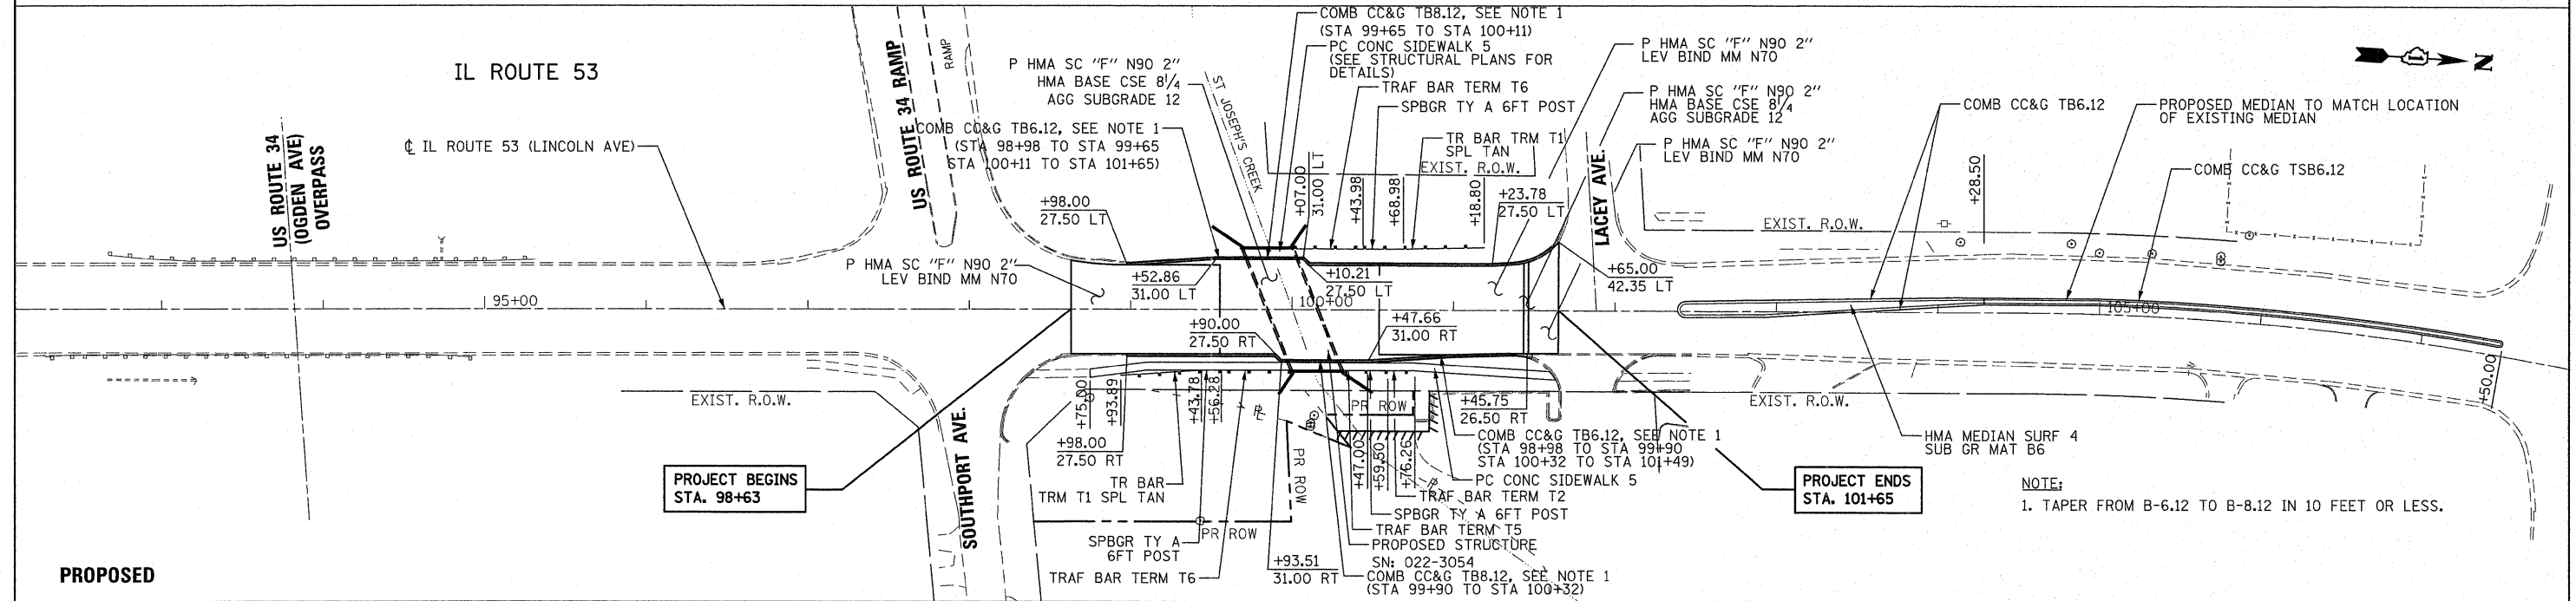 COMB CC&G TB8.12, SEE NOTE 1
(STA 99+65 TO STA 100+11)
PC CONC SIDEWALK 5
(SEE STRUCTURAL PLANS FOR
DETAILS)
TRAF BAR TERM T6
SPBGR TY A 6FT POST
TR BAR TRM T1
SPL TAN
EXIST. R.O.W.
IL ROUTE 53
US ROUTE 34 RAMP
RAMP
P HMA SC "F" N90 2"
HMA BASE CSE 8 1/4
AGG SUBGRADE 12
ST JOSEPH'S CREEK
P HMA SC "F" N90 2"
LEV BIND MM N70
P HMA SC "F" N90 2"
HMA BASE CSE 8 1/4
AGG SUBGRADE 12
P HMA SC "F" N90 2"
LEV BIND MM N70
COMB CC&G TB6.12
PROPOSED MEDIAN TO MATCH LOCATION
OF EXISTING MEDIAN
COMB CC&G TSB6.12
N
US ROUTE 34
(OGDEN AVE)
OVERPASS
℄ IL ROUTE 53 (LINCOLN AVE)
COMB CC&G TB6.12, SEE NOTE 1
(STA 98+98 TO STA 99+65
STA 100+11 TO STA 101+65)
+98.00
27.50 LT
+07.00
31.00 LT
+43.98
+68.98
+18.80
+23.78
27.50 LT
LACEY AVE.
+28.50
EXIST. R.O.W.
P HMA SC "F" N90 2"
LEV BIND MM N70
+52.86
31.00 LT
+10.21
27.50 LT
+65.00
42.35 LT
95+00
100+00
105+00
+90.00
27.50 RT
+47.66
31.00 RT
EXIST. R.O.W.
+75.00
+93.89
+43.78
+56.28
PL
PR ROW
+45.75
26.50 RT
EXIST. R.O.W.
+50.00
+98.00
27.50 RT
PR ROW
+47.00
+59.50
+76.26
COMB CC&G TB6.12, SEE NOTE 1
(STA 98+98 TO STA 99+90
STA 100+32 TO STA 101+49)
PC CONC SIDEWALK 5
TRAF BAR TERM T2
SPBGR TY A 6FT POST
TRAF BAR TERM T5
PROPOSED STRUCTURE
SN: 022-3054
COMB CC&G TB8.12, SEE NOTE 1
(STA 99+90 TO STA 100+32)
HMA MEDIAN SURF 4
SUB GR MAT B6
PROJECT BEGINS
STA. 98+63
SOUTHPORT AVE.
TR BAR
TRM T1 SPL TAN
PR ROW
SPBGR TY A
6FT POST
TRAF BAR TERM T6
+93.51
31.00 RT
PROJECT ENDS
STA. 101+65
NOTE:
1. TAPER FROM B-6.12 TO B-8.12 IN 10 FEET OR LESS.
PROPOSED